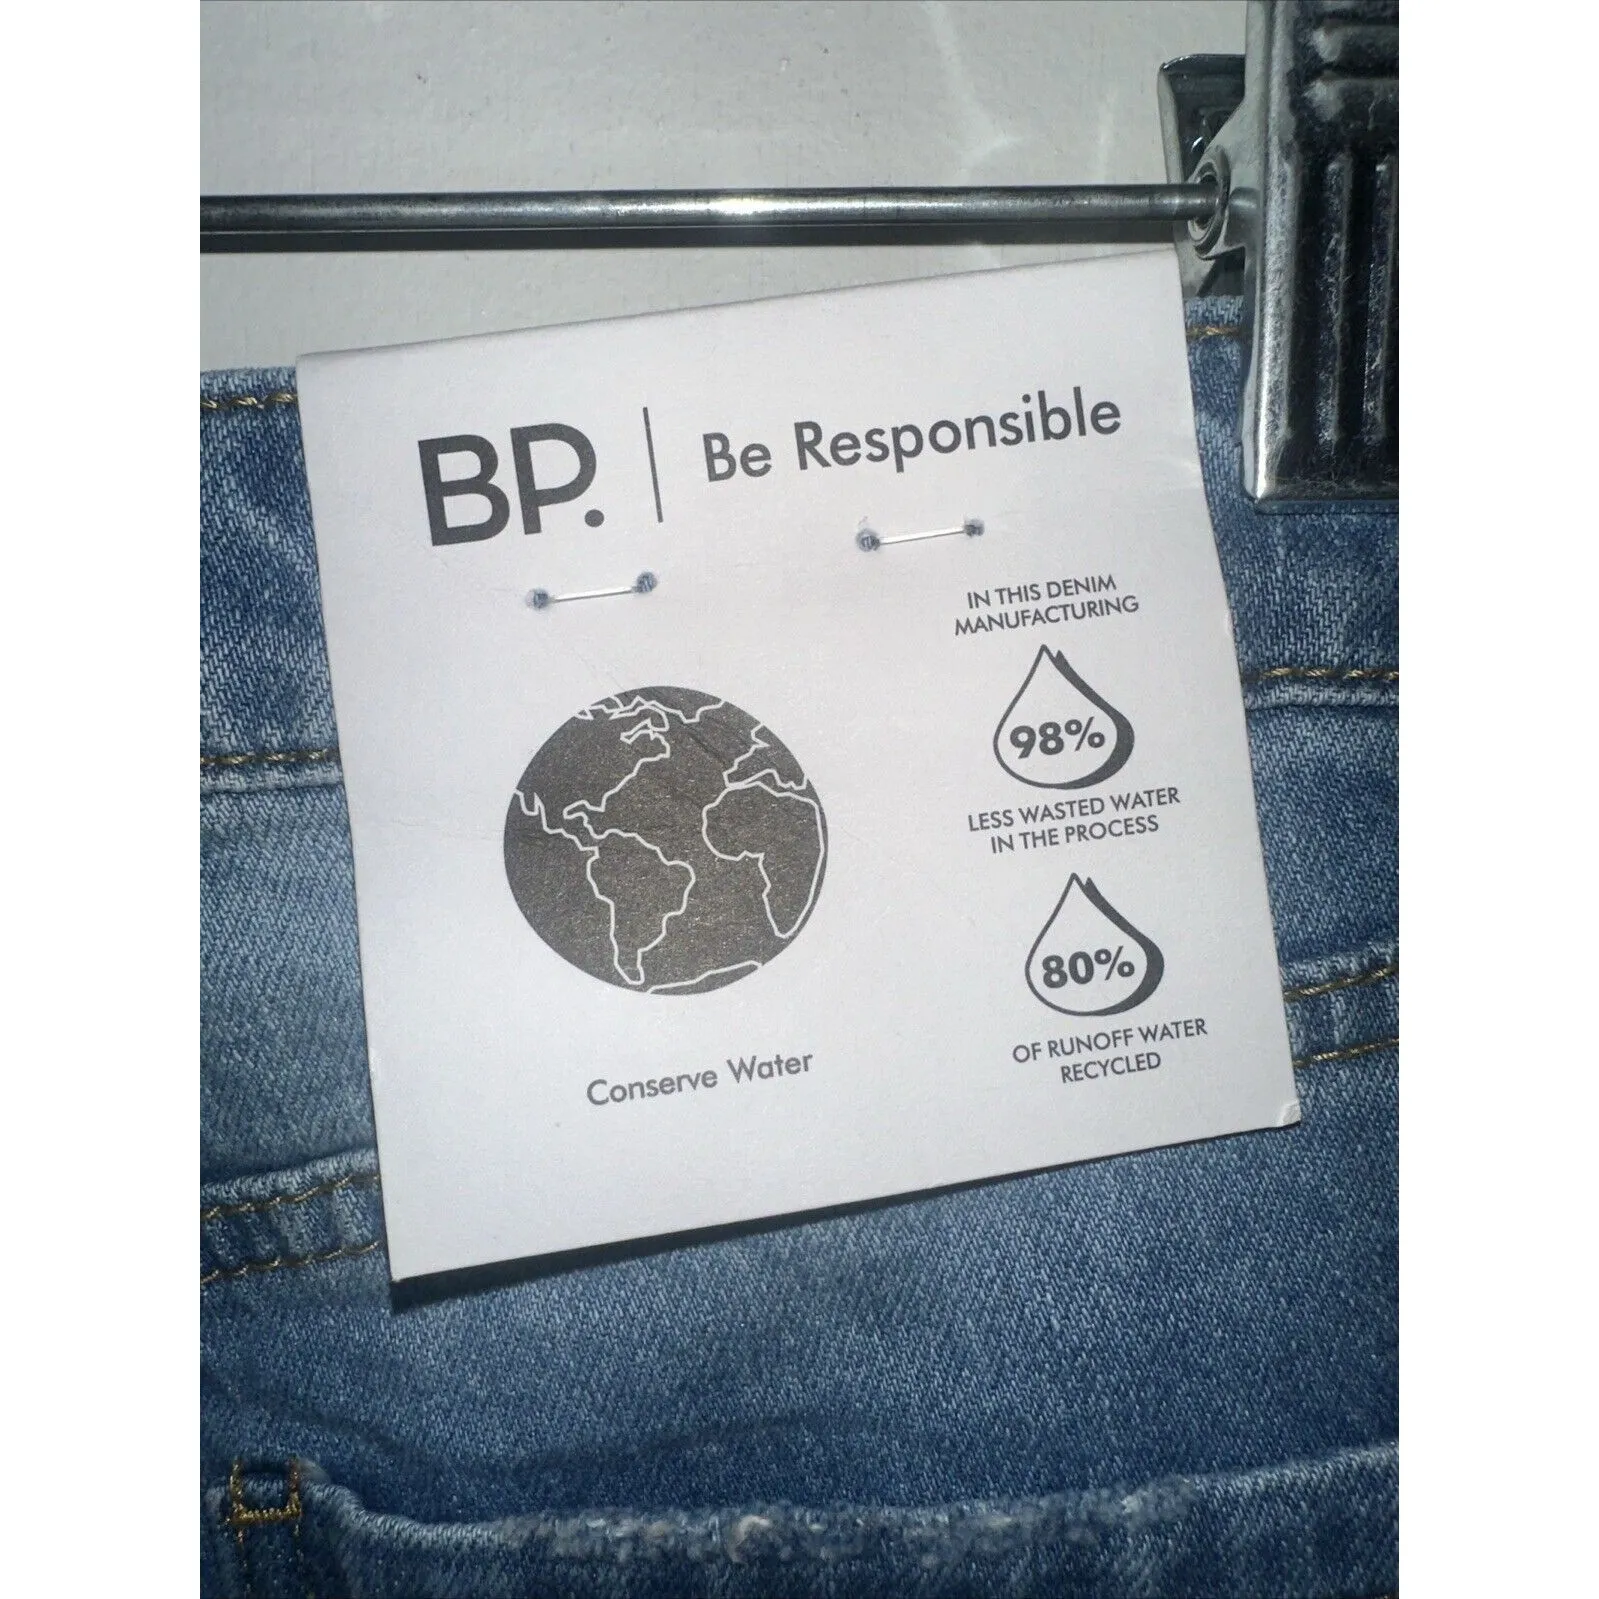 BP. | Be Responsible
IN THIS DENIM
MANUFACTURING
98%
LESS WASTED WATER
IN THE PROCESS
80%
OF RUNOFF WATER
RECYCLED
Conserve Water